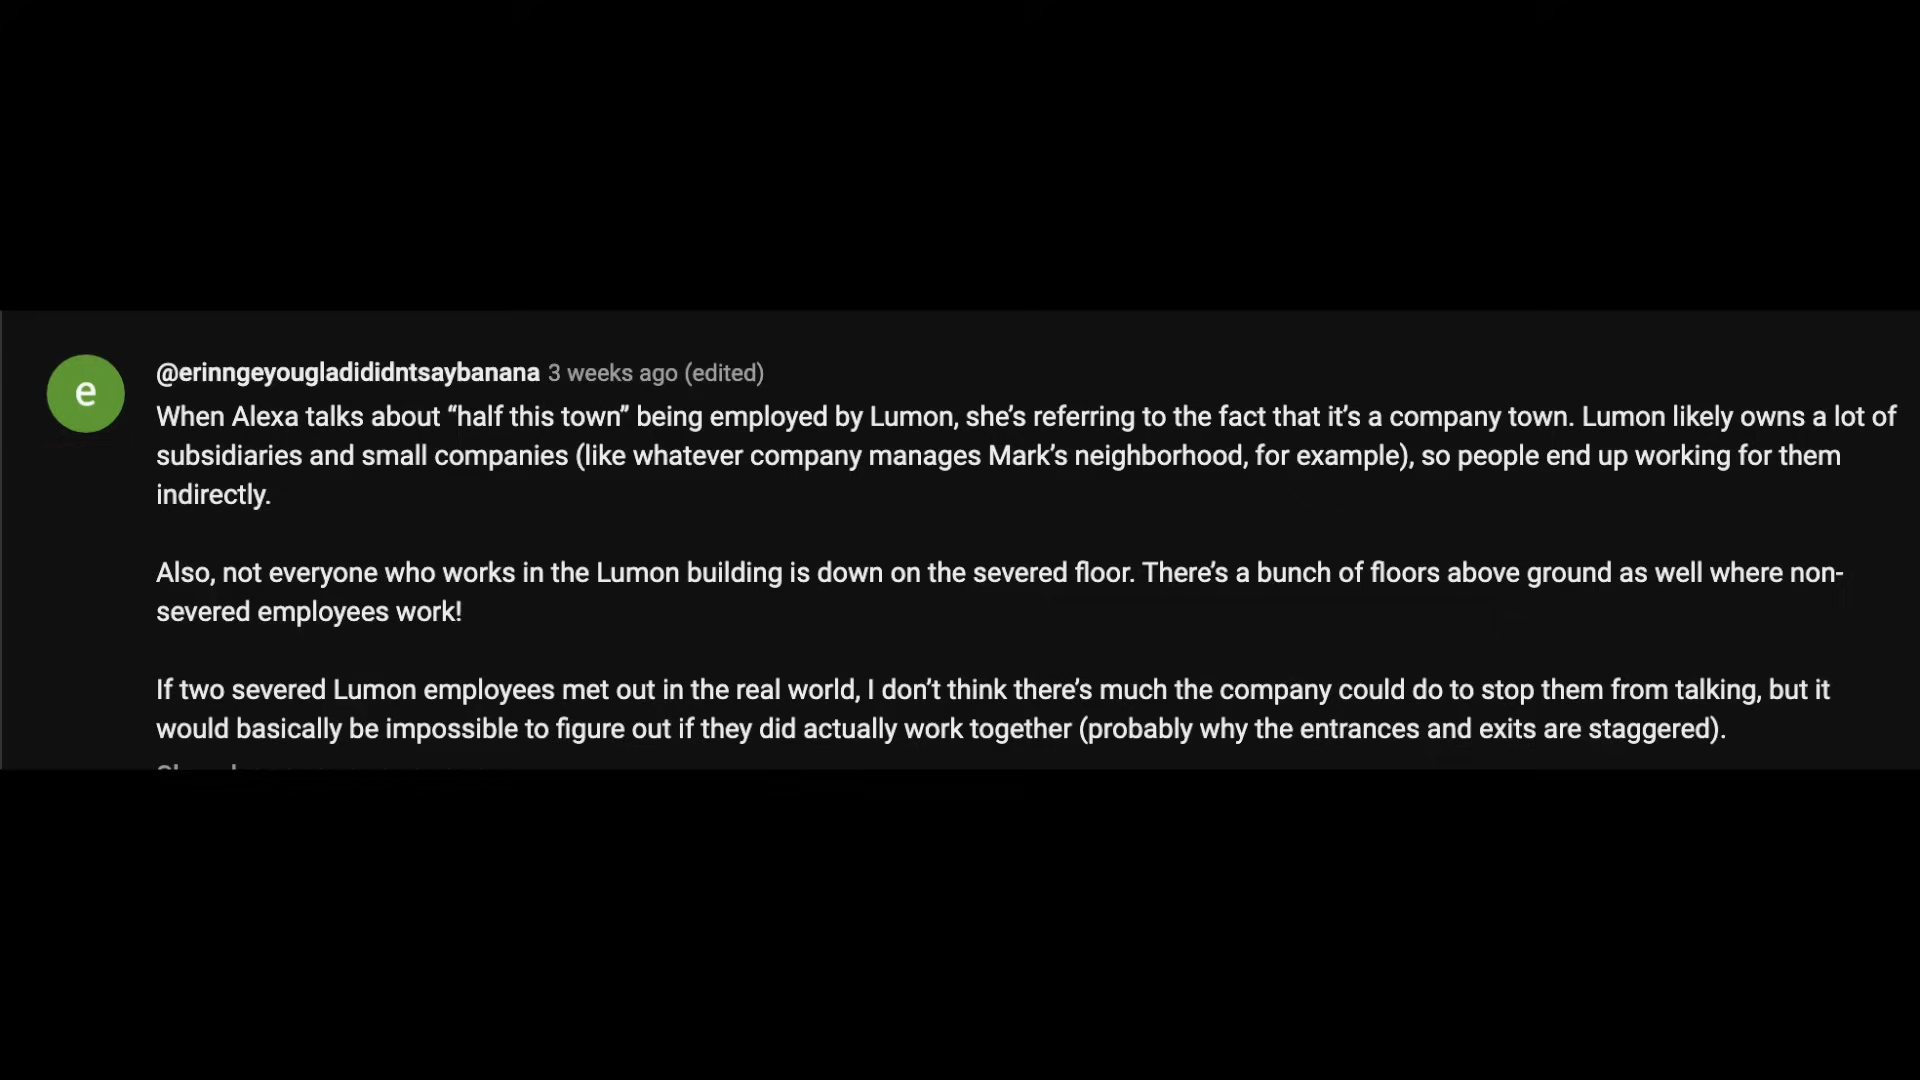 e
@erinngeyougladididntsaybanana 3 weeks ago (edited)
When Alexa talks about “half this town” being employed by Lumon, she’s referring to the fact that it’s a company town. Lumon likely owns a lot of
subsidiaries and small companies (like whatever company manages Mark’s neighborhood, for example), so people end up working for them
indirectly.
Also, not everyone who works in the Lumon building is down on the severed floor. There’s a bunch of floors above ground as well where non-
severed employees work!
If two severed Lumon employees met out in the real world, I don’t think there’s much the company could do to stop them from talking, but it
would basically be impossible to figure out if they did actually work together (probably why the entrances and exits are staggered).